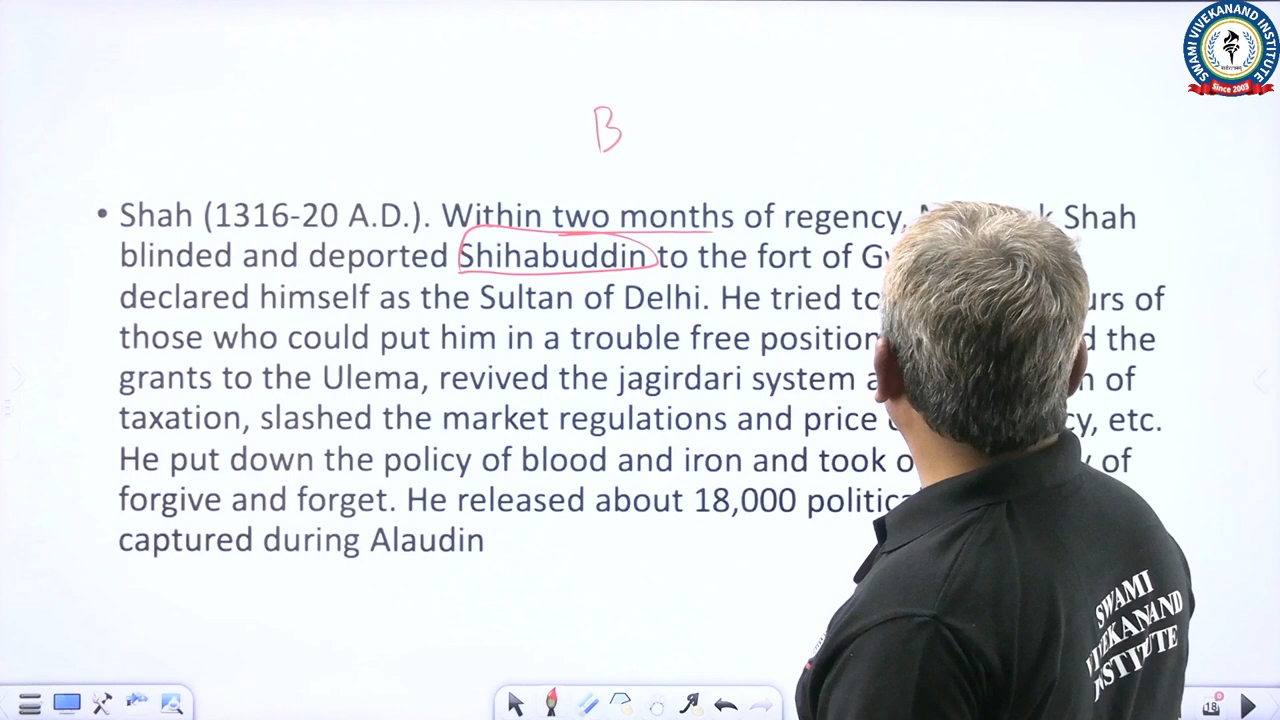 SWAMI VIVEKANAND INSTITUTE
Since 2003
B
• Shah (1316-20 A.D.). Within two months of regency, Shah
blinded and deported Shihabuddin to the fort of
declared himself as the Sultan of Delhi. He tried
those who could put him in a trouble free position the
grants to the Ulema, revived the jagirdari system of
taxation, slashed the market regulations and price etc.
He put down the policy of blood and iron and took of
forgive and forget. He released about 18,000
captured during Alaudin
SWAMI
VIVEKANAND
INSTITUTE
18